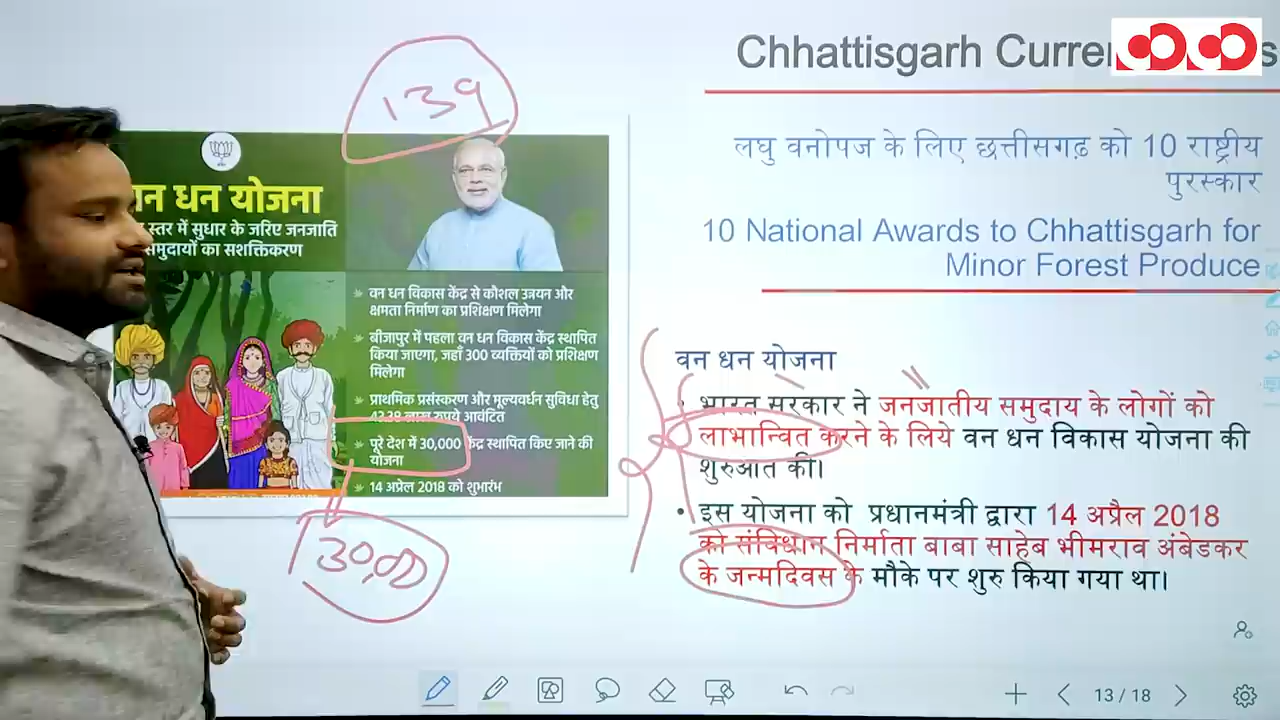 Chhattisgarh Curre
s
139
वन धन योजना
स्तर में सुधार के जरिए जनजाति
समुदायों का सशक्तिकरण
वन धन विकास केंद्र से कौशल उन्नयन और
क्षमता निर्माण का प्रशिक्षण मिलेगा
बीजापुर में पहला वन धन विकास केंद्र स्थापित
किया जाएगा, जहाँ 300 व्यक्तियों को प्रशिक्षण
मिलेगा
प्राथमिक प्रसंस्करण और मूल्यवर्धन सुविधा हेतु
रुपये आवंटित
पूरे देश में 30,000 केंद्र स्थापित किए जाने की
योजना
14 अप्रेल 2018 को शुभारंभ
लघु वनोपज के लिए छत्तीसगढ़ को 10 राष्ट्रीय
पुरस्कार
10 National Awards to Chhattisgarh for
Minor Forest Produce
वन धन योजना
• भारत सरकार ने जनजातीय समुदाय के लोगों को
लाभान्वित करने के लिये वन धन विकास योजना की
शुरुआत की।
• इस योजना को प्रधानमंत्री द्वारा 14 अप्रैल 2018
को संविधान निर्माता बाबा साहेब भीमराव अंबेडकर
के जन्मदिवस के मौके पर शुरु किया गया था।
13 / 18